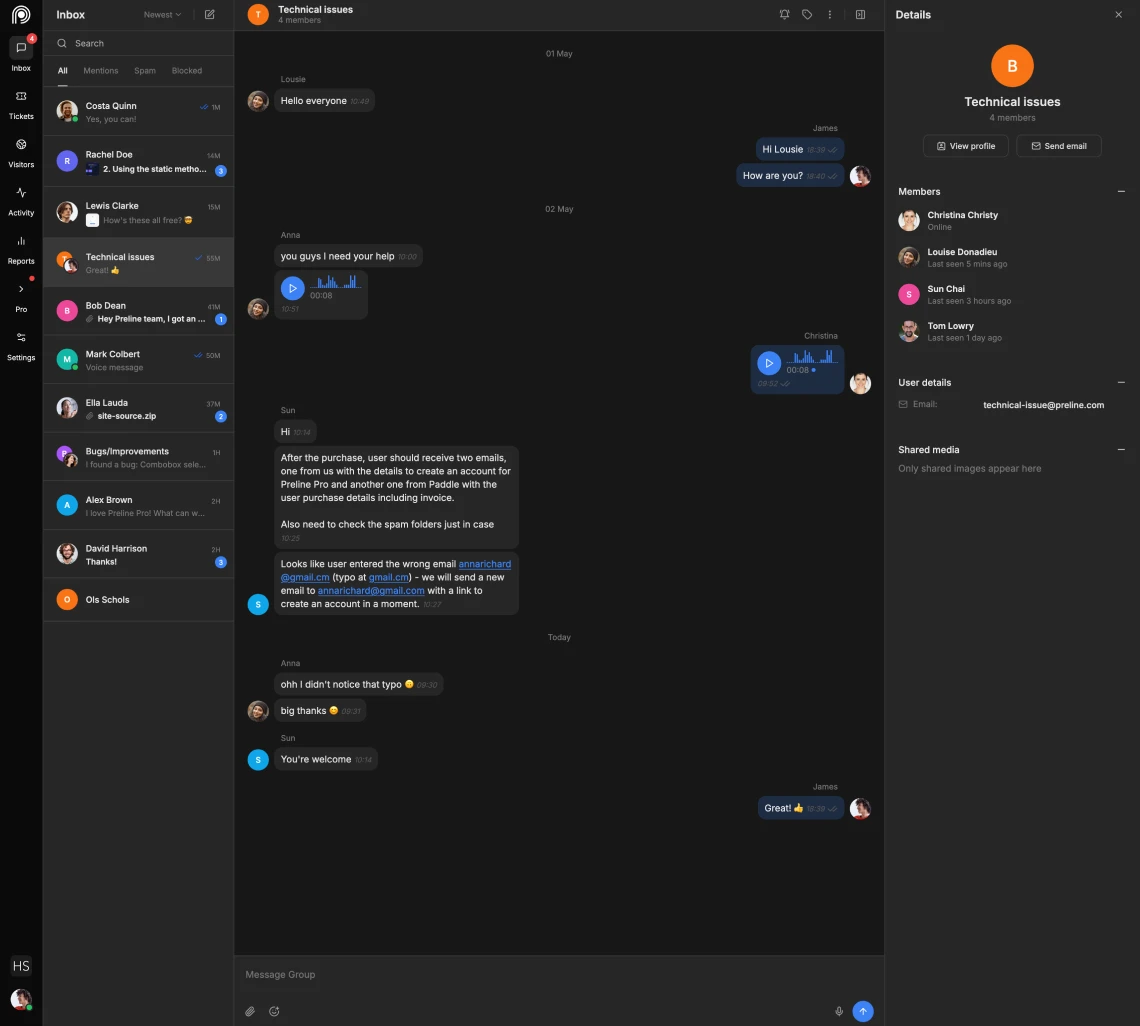 4
Inbox
Tickets
Visitors
Activity
Reports
Pro
Settings
HS
Inbox
Newest
Search
All Mentions Spam Blocked
Costa Quinn 1M
Yes, you can!
R
Rachel Doe 14M
2. Using the static metho... 3
Lewis Clarke 15M
How's these all free? 🤓
T
Technical issues 55M
Great! 👍
B
Bob Dean 41M
Hey Preline team, I got an ... 1
M
Mark Colbert 50M
Voice message
Ella Lauda 37M
site-source.zip 2
Bugs/Improvements 1H
I found a bug: Combobox sele...
A
Alex Brown 2H
I love Preline Pro! What can w...
David Harrison 2H
Thanks! 3
O
Ols Schols
T
Technical issues
4 members
01 May
Lousie
Hello everyone 10:49
James
Hi Lousie 18:39
How are you? 18:40
02 May
Anna
you guys I need your help 10:00
00:08
10:51
Christina
00:08
09:52
Sun
Hi 10:14
After the purchase, user should receive two emails,
one from us with the details to create an account for
Preline Pro and another one from Paddle with the
user purchase details including invoice.
Also need to check the spam folders just in case
10:25
Looks like user entered the wrong email annarichard
@gmail.cm (typo at gmail.cm) - we will send a new
email to annarichard@gmail.com with a link to
create an account in a moment. 10:27
S
Today
Anna
ohh I didn't notice that typo 😊 09:30
big thanks 😊 09:31
Sun
S
You're welcome 10:14
James
Great! 👍 18:39
Message Group
Details
B
Technical issues
4 members
View profile Send email
Members
Christina Christy
Online
Louise Donadieu
Last seen 5 mins ago
S
Sun Chai
Last seen 3 hours ago
Tom Lowry
Last seen 1 day ago
User details
Email: technical-issue@preline.com
Shared media
Only shared images appear here